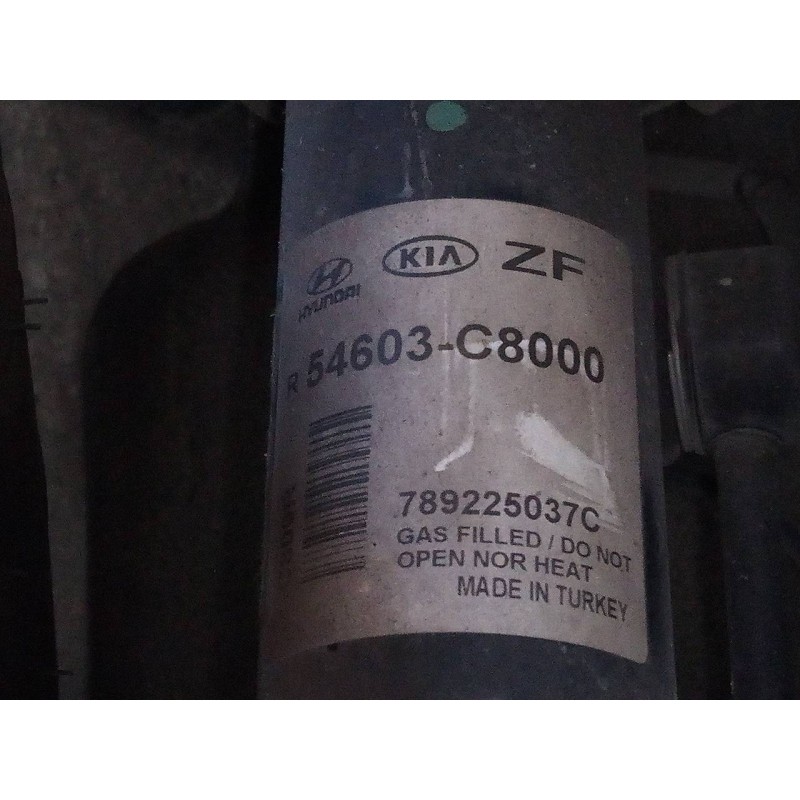 HYUNDAI KIA ZF
R 54603-C8000
789225037C
GAS FILLED / DO NOT
OPEN NOR HEAT
MADE IN TURKEY